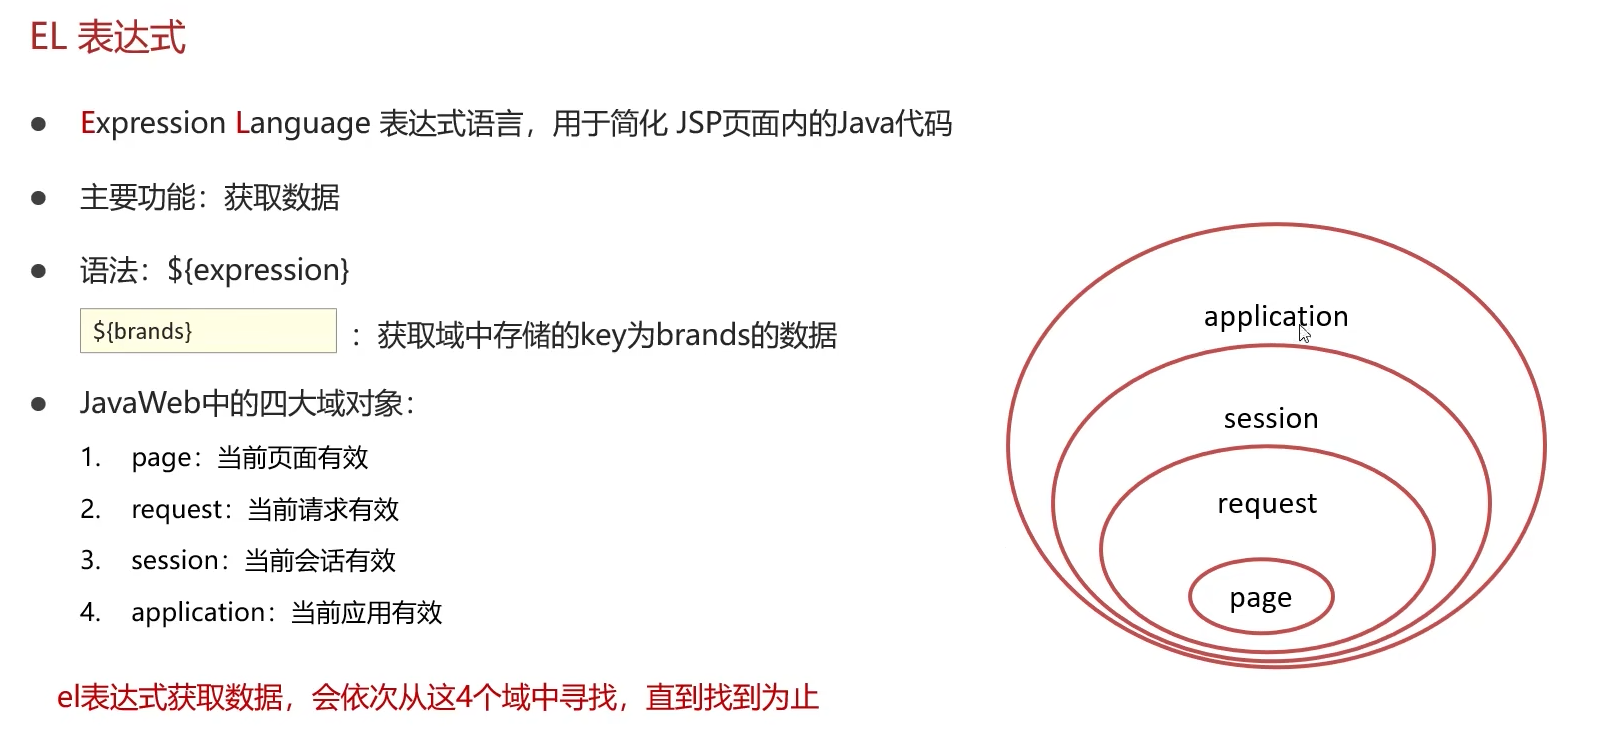 EL 表达式
● Expression Language 表达式语言，用于简化 JSP页面内的Java代码
● 主要功能：获取数据
● 语法：${expression}
${brands} ：获取域中存储的key为brands的数据
● JavaWeb中的四大域对象：
1. page：当前页面有效
2. request：当前请求有效
3. session：当前会话有效
4. application：当前应用有效
el表达式获取数据，会依次从这4个域中寻找，直到找到为止
application
session
request
page